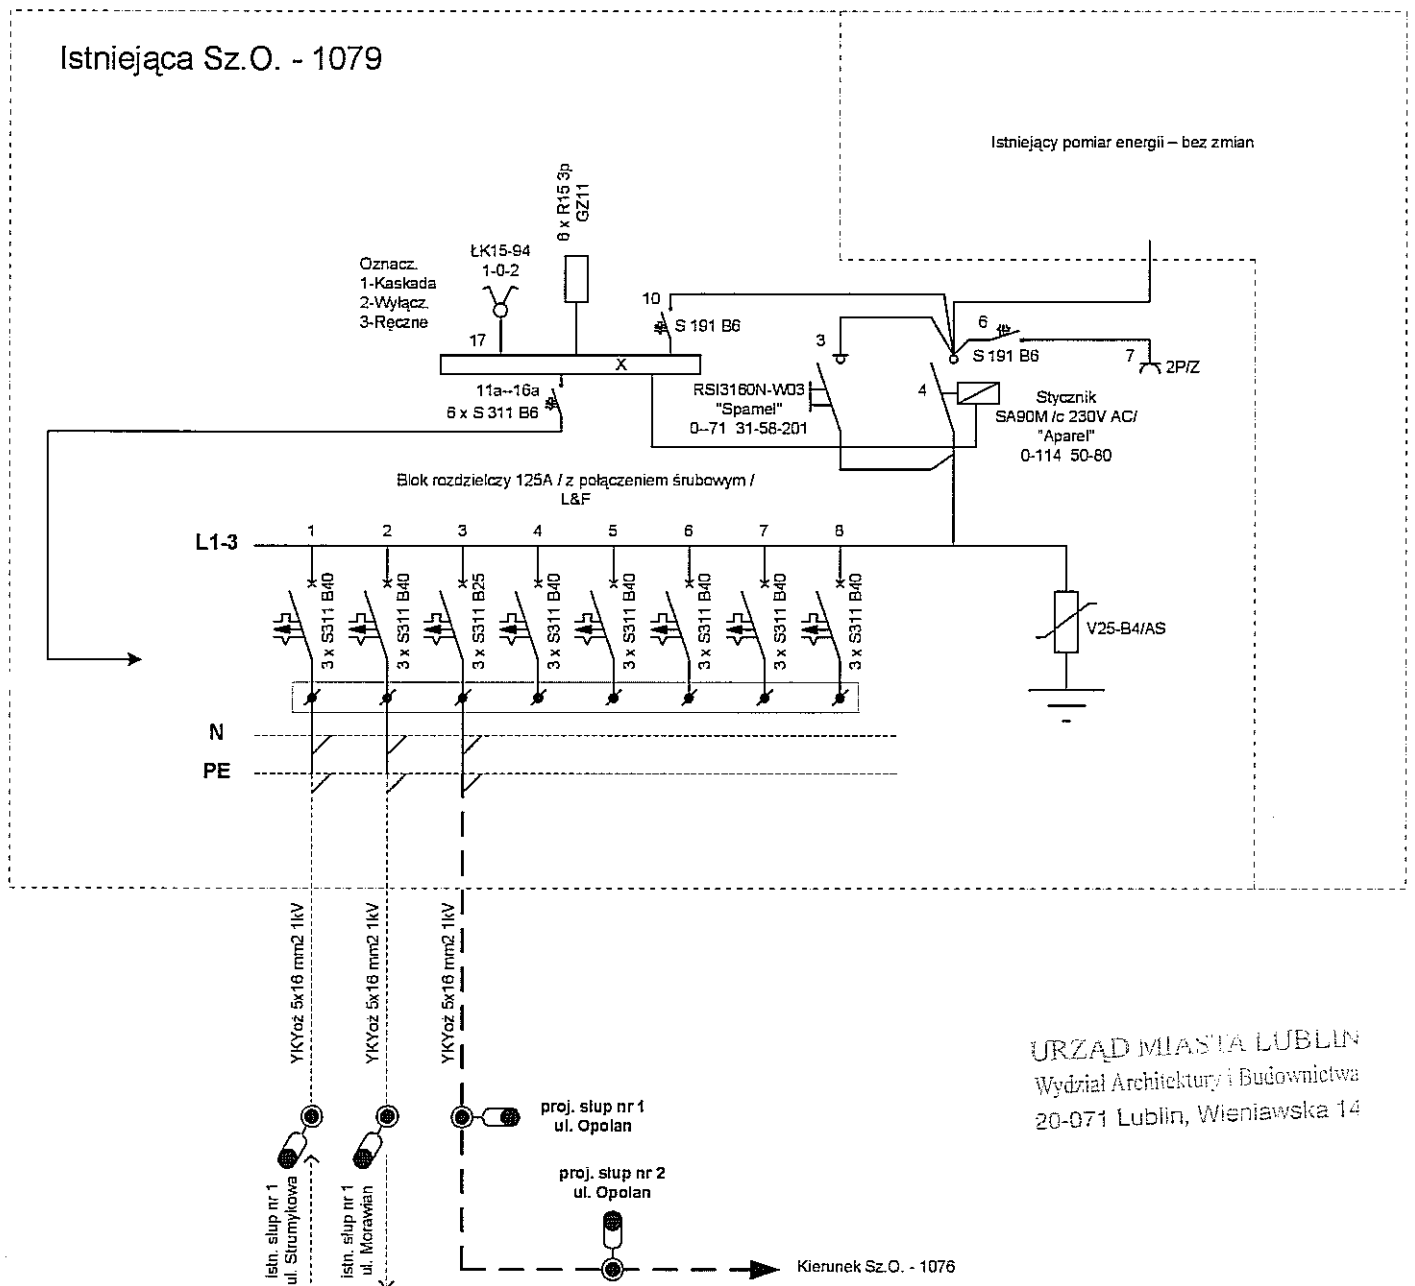 Istniejąca Sz.O. - 1079
Istniejący pomiar energii – bez zmian
6 x R15 3p
GZ11
ŁK15-94
1-0-2
Oznacz.
1-Kaskada
2-Wyłącz.
3-Ręczne
17
X
10
S 191 B6
11a--16a
6 x S 311 B6
3
RSI3160N-W03
"Spamel"
0--71 31-58-201
4
6
S 191 B6
7
2P/Z
Stycznik
SA90M /c 230V AC/
"Aparel"
0-114 50-80
Blok rozdzielczy 125A / z połączeniem śrubowym /
L&F
L1-3
1 2 3 4 5 6 7 8
3 x S311 B40
3 x S311 B40
3 x S311 B25
3 x S311 B40
3 x S311 B40
3 x S311 B40
3 x S311 B40
3 x S311 B40
V25-B4/AS
N
PE
YKYoż 5x16 mm2 1kV
YKYoż 5x16 mm2 1kV
YKYoż 5x16 mm2 1kV
URZĄD MIASTA LUBLIN
Wydział Architektury i Budownictwa
20-071 Lublin, Wieniawska 14
proj. słup nr 1
ul. Opolan
proj. słup nr 2
ul. Opolan
istn. słup nr 1
ul. Strumykowa
istn. słup nr 1
ul. Morawian
Kierunek Sz.O. - 1076